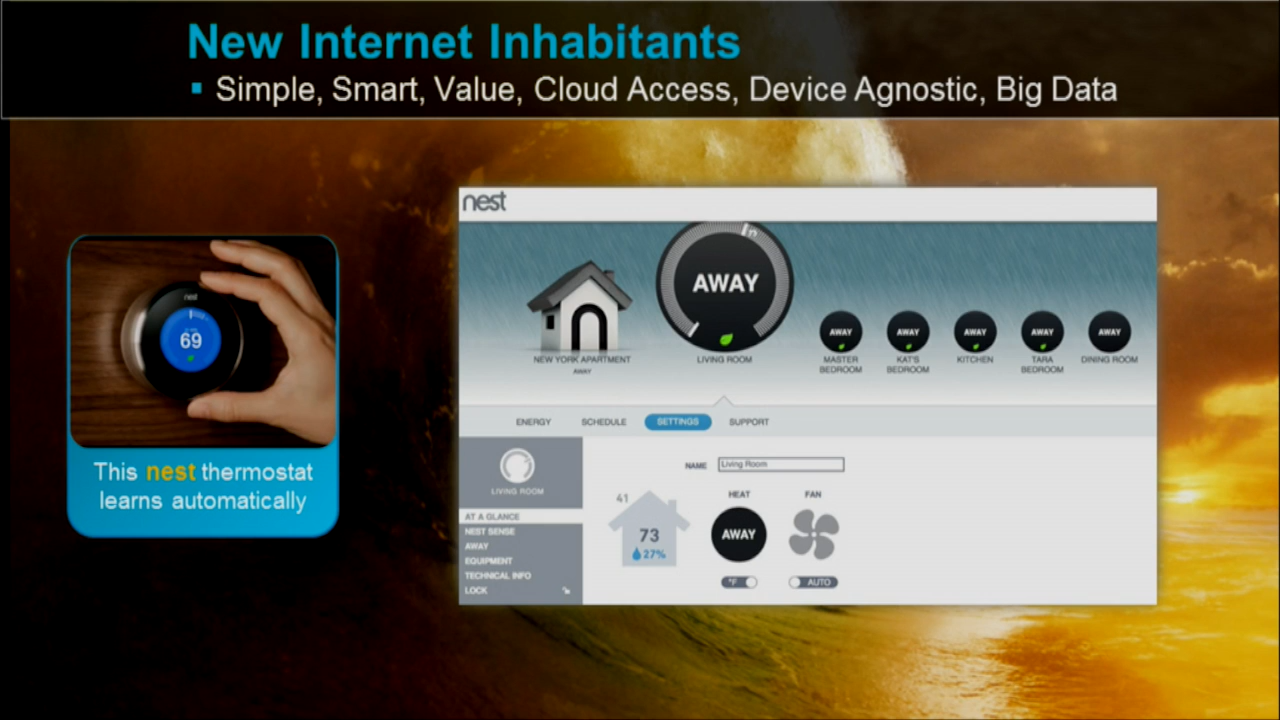 New Internet Inhabitants
▪ Simple, Smart, Value, Cloud Access, Device Agnostic, Big Data
nest
69
This nest thermostat
learns automatically
nest
AWAY
NEW YORK APARTMENT
AWAY
LIVING ROOM
AWAY
MASTER
BEDROOM
AWAY
KAT'S
BEDROOM
AWAY
KITCHEN
AWAY
TARA
BEDROOM
AWAY
DINING ROOM
ENERGY SCHEDULE SETTINGS SUPPORT
LIVING ROOM
AT A GLANCE
NEST SENSE
AWAY
EQUIPMENT
TECHNICAL INFO
LOCK
NAME Living Room
41
73
27%
HEAT
AWAY
°F
FAN
AUTO